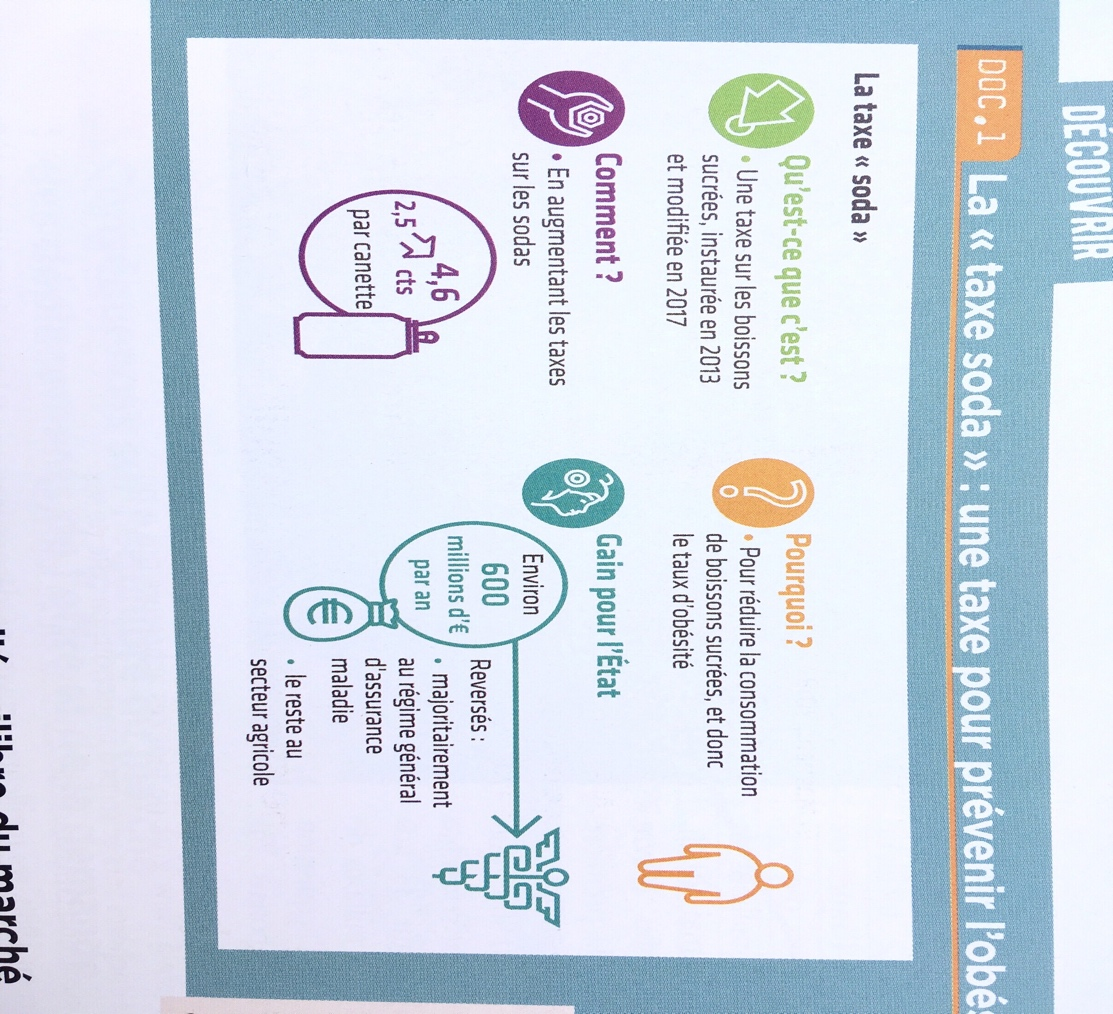 DÉCOUVRIR
DOC.1 La « taxe soda » : une taxe pour prévenir l'obés
La taxe « soda »
Qu'est-ce que c'est ?
• Une taxe sur les boissons
sucrées, instaurée en 2013
et modifiée en 2017
Pourquoi ?
• Pour réduire la consommation
de boissons sucrées, et donc
le taux d'obésité
Comment ?
• En augmentant les taxes
sur les sodas
4,6
2,5 cts
par canette
Gain pour l'État
Environ
600
millions d'€
par an
€
Reversés :
• majoritairement
au régime général
d'assurance
maladie
• le reste au
secteur agricole
du marché